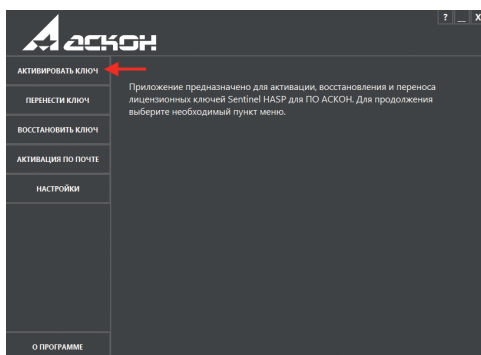 ? _ X
АСКОН
АКТИВИРОВАТЬ КЛЮЧ
ПЕРЕНЕСТИ КЛЮЧ
ВОССТАНОВИТЬ КЛЮЧ
АКТИВАЦИЯ ПО ПОЧТЕ
НАСТРОЙКИ
О ПРОГРАММЕ
Приложение предназначено для активации, восстановления и переноса
лицензионных ключей Sentinel HASP для ПО АСКОН. Для продолжения
выберите необходимый пункт меню.